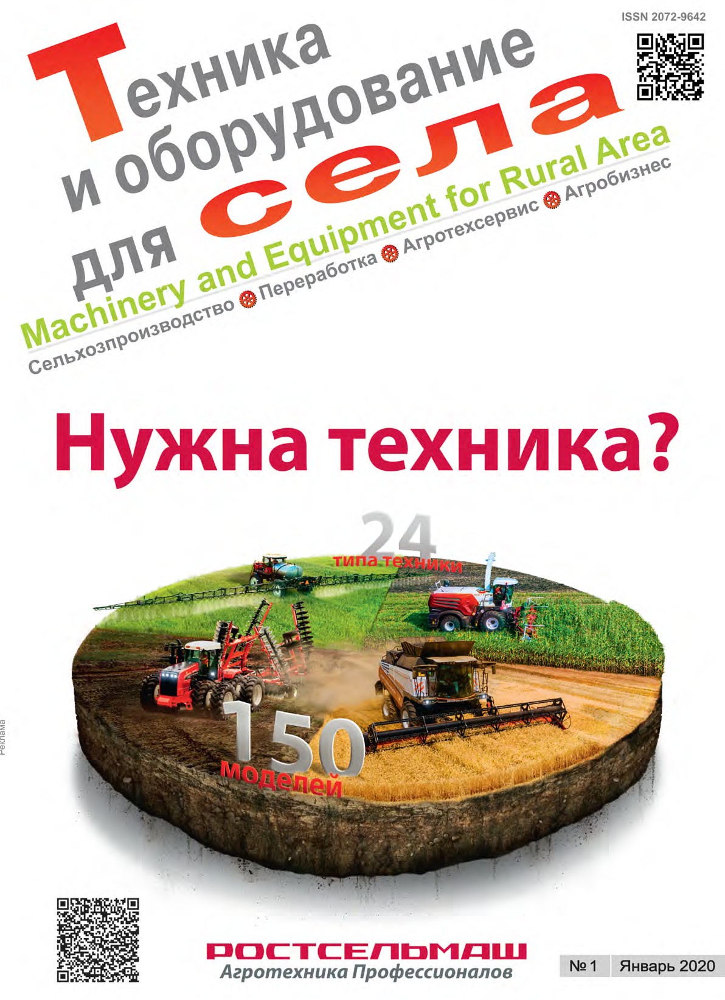 ISSN 2072-9642
Техника
и оборудование
для села
Machinery and Equipment for Rural Area
Сельхозпроизводство Переработка Агротехсервис Агробизнес
Нужна техника?
24
типа техники
150
моделей
Реклама
РОСТСЕЛЬМАШ
Агротехника Профессионалов
№ 1 Январь 2020